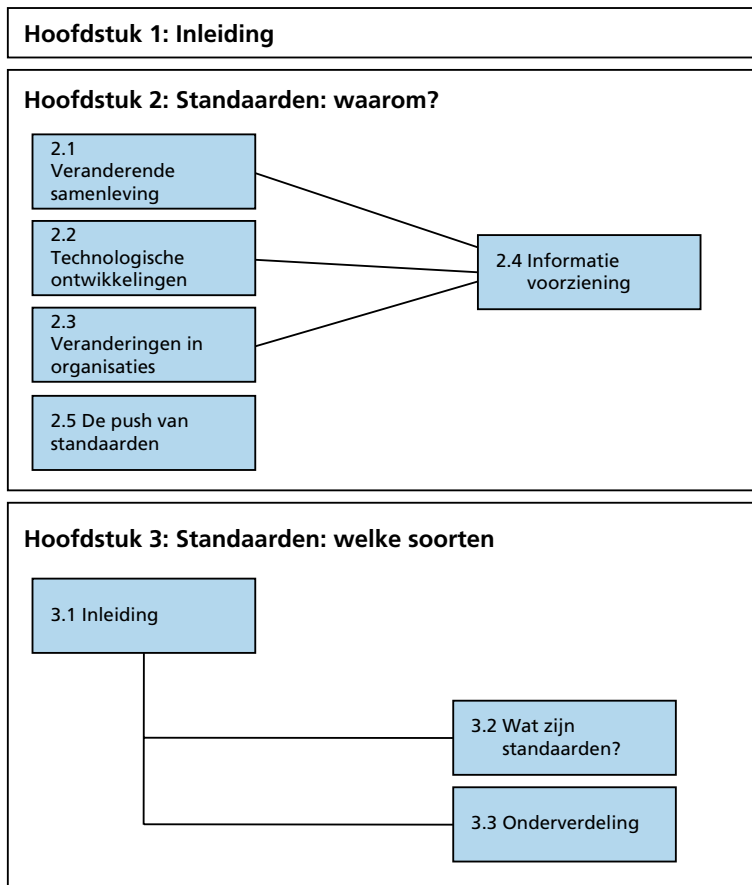 Hoofdstuk 1: Inleiding
Hoofdstuk 2: Standaarden: waarom?
2.1
Veranderende
samenleving
2.2
Technologische
ontwikkelingen
2.3
Veranderingen in
organisaties
2.4 Informatie
voorziening
2.5 De push van
standaarden
Hoofdstuk 3: Standaarden: welke soorten
3.1 Inleiding
3.2 Wat zijn
standaarden?
3.3 Onderverdeling